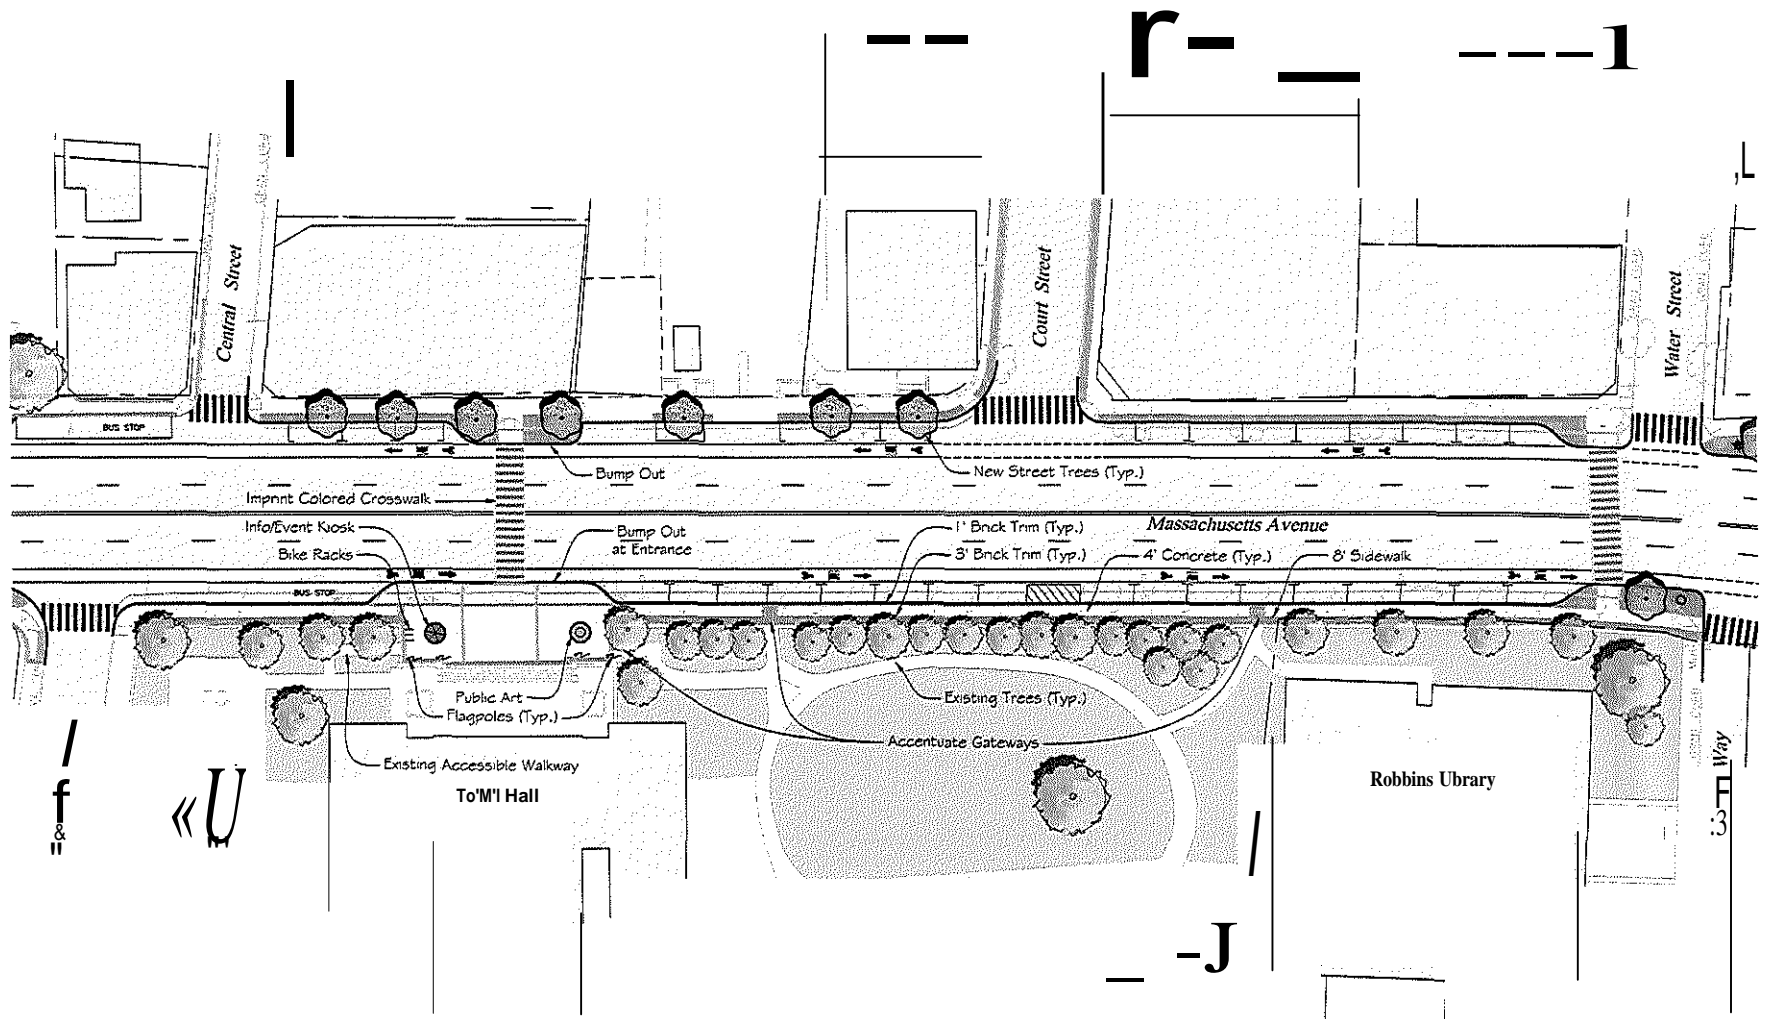 Central Street
Court Street
Water Street
BUS STOP
Bump Out
New Street Trees (Typ.)
Imprint Colored Crosswalk
Info/Event Kiosk
Bump Out
at Entrance
1' Brick Trim (Typ.)
Massachusetts Avenue
Bike Racks
3' Brick Trim (Typ.)
4' Concrete (Typ.)
8' Sidewalk
BUS STOP
Public Art
Flagpoles (Typ.)
Existing Trees (Typ.)
Accentuate Gateways
Existing Accessible Walkway
To'M'l Hall
Robbins Ubrary
Way